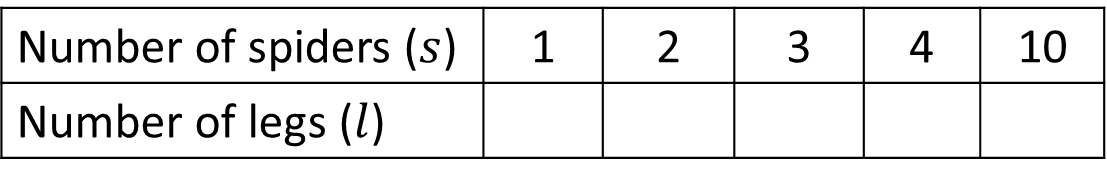 Number of spiders (s) 1 2 3 4 10
Number of legs (l)